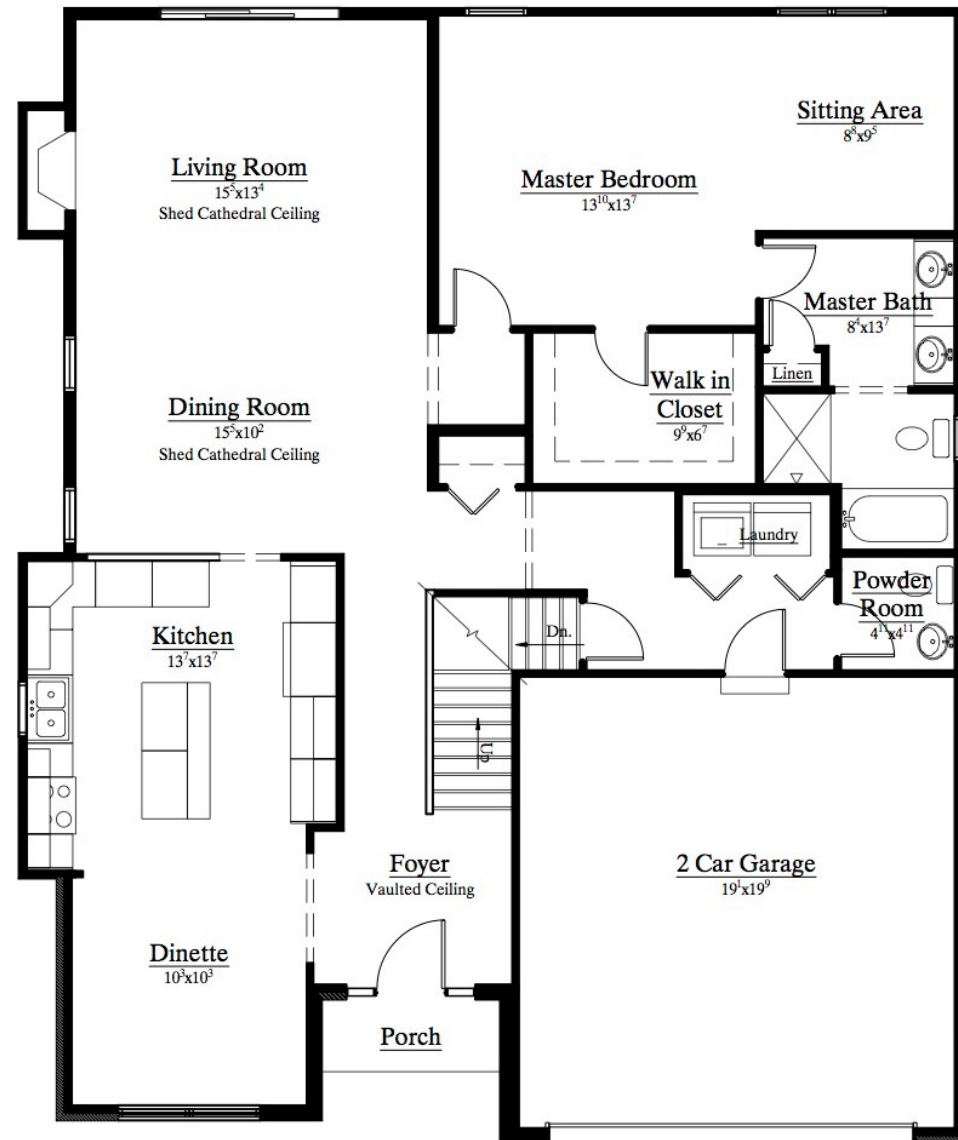 Sitting Area
8⁸x9⁵
Living Room
15⁵x13⁴
Shed Cathedral Ceiling
Master Bedroom
13¹⁰x13⁷
Master Bath
8⁴x13⁷
Linen
Walk in
Closet
9⁹x6⁷
Dining Room
15⁵x10²
Shed Cathedral Ceiling
Laundry
Powder
Room
4¹¹x4¹¹
Kitchen
13⁷x13⁷
Dn.
Up
Foyer
Vaulted Ceiling
2 Car Garage
19¹x19⁹
Dinette
10³x10³
Porch